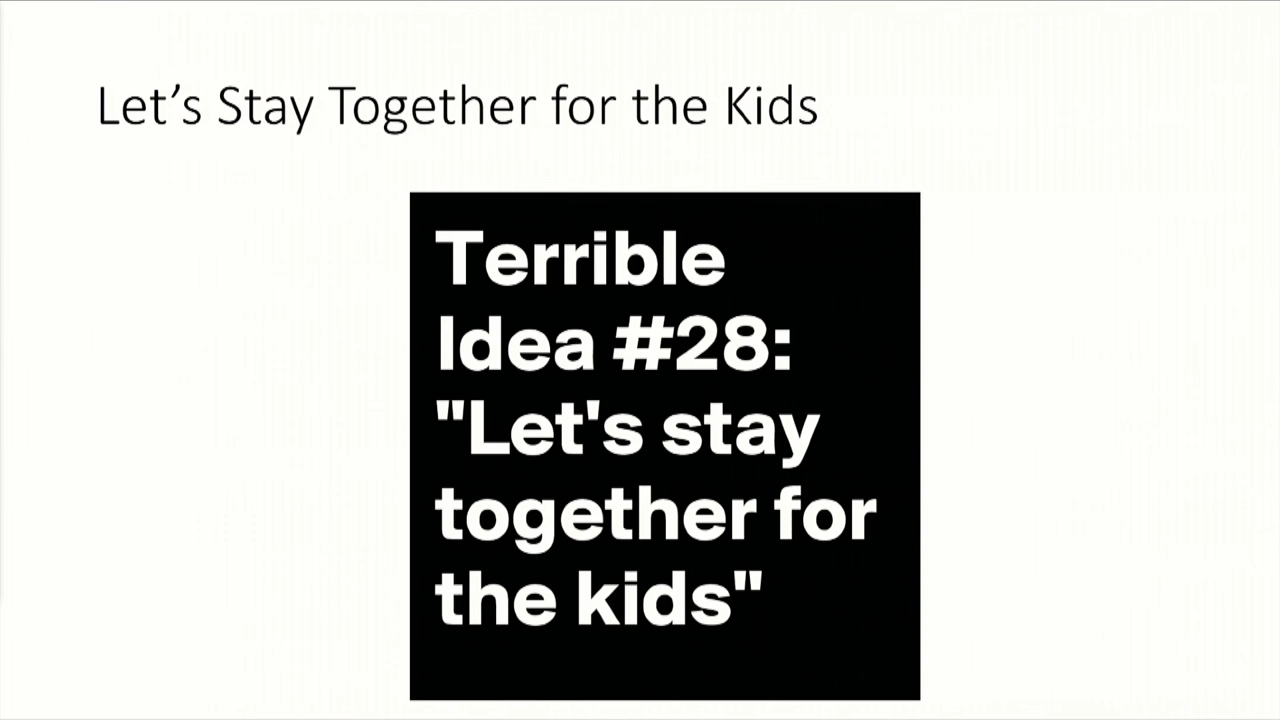 Let’s Stay Together for the Kids
Terrible
Idea #28:
"Let's stay
together for
the kids"